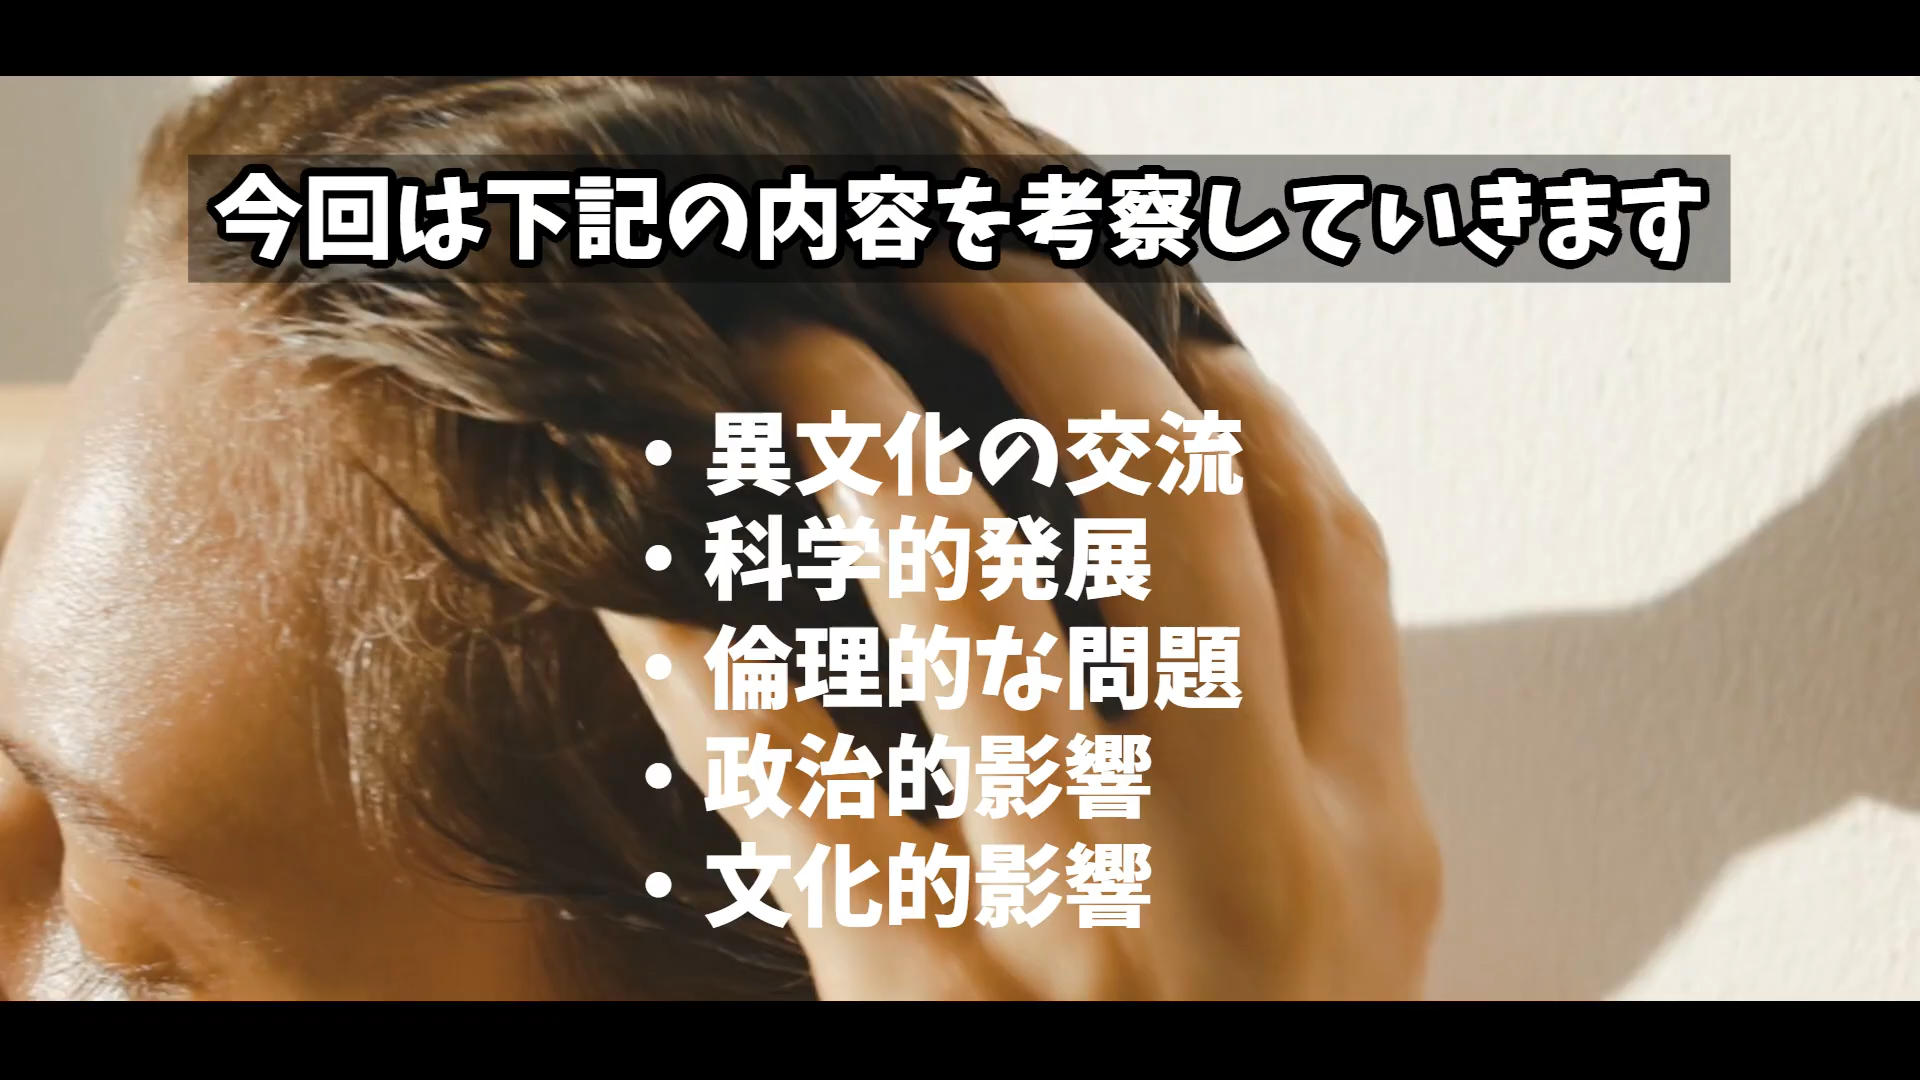 今回は下記の内容を考察していきます
・異文化の交流
・科学的発展
・倫理的な問題
・政治的影響
・文化的影響